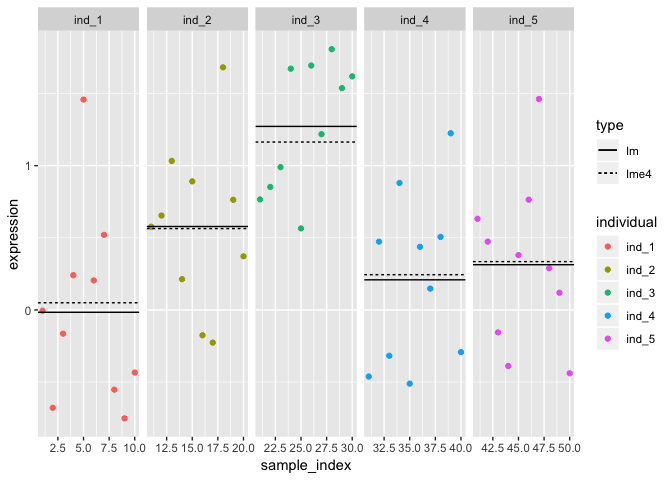 ind_1 ind_2 ind_3 ind_4 ind_5
expression
1
0
2.5 5.0 7.5 10.0 12.5 15.0 17.5 20.0 22.5 25.0 27.5 30.0 32.5 35.0 37.5 40.0 42.5 45.0 47.5 50.0
sample_index
type
lm
lme4
individual
ind_1
ind_2
ind_3
ind_4
ind_5